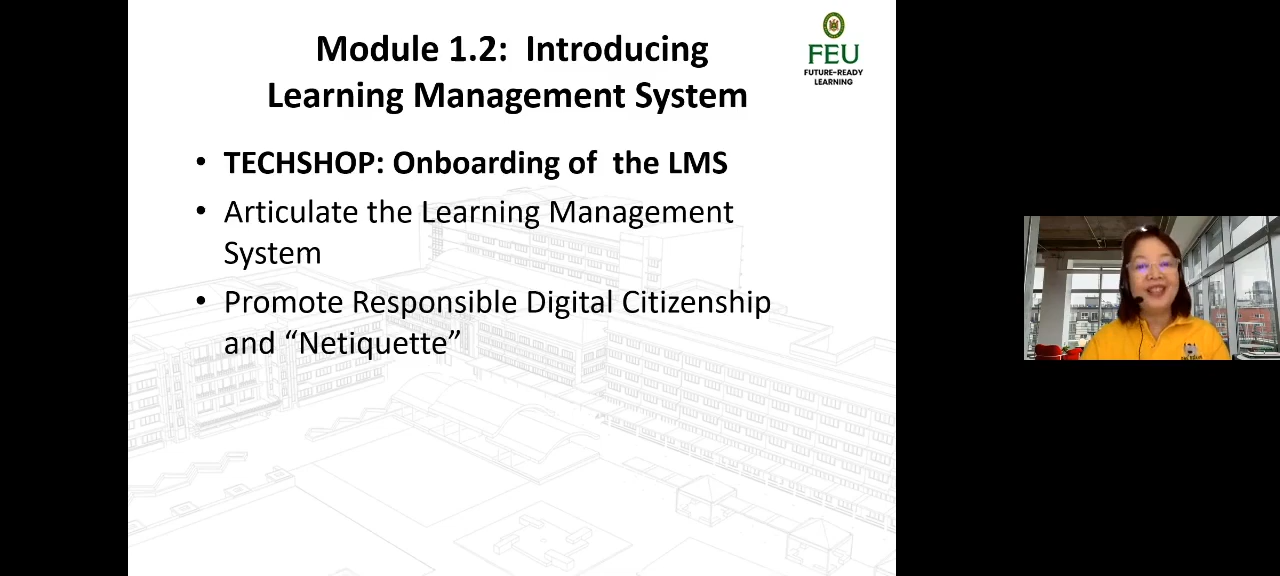 Module 1.2:  Introducing
Learning Management System
FEU
FUTURE-READY
LEARNING
• TECHSHOP: Onboarding of  the LMS
• Articulate the Learning Management
System
• Promote Responsible Digital Citizenship
and “Netiquette”